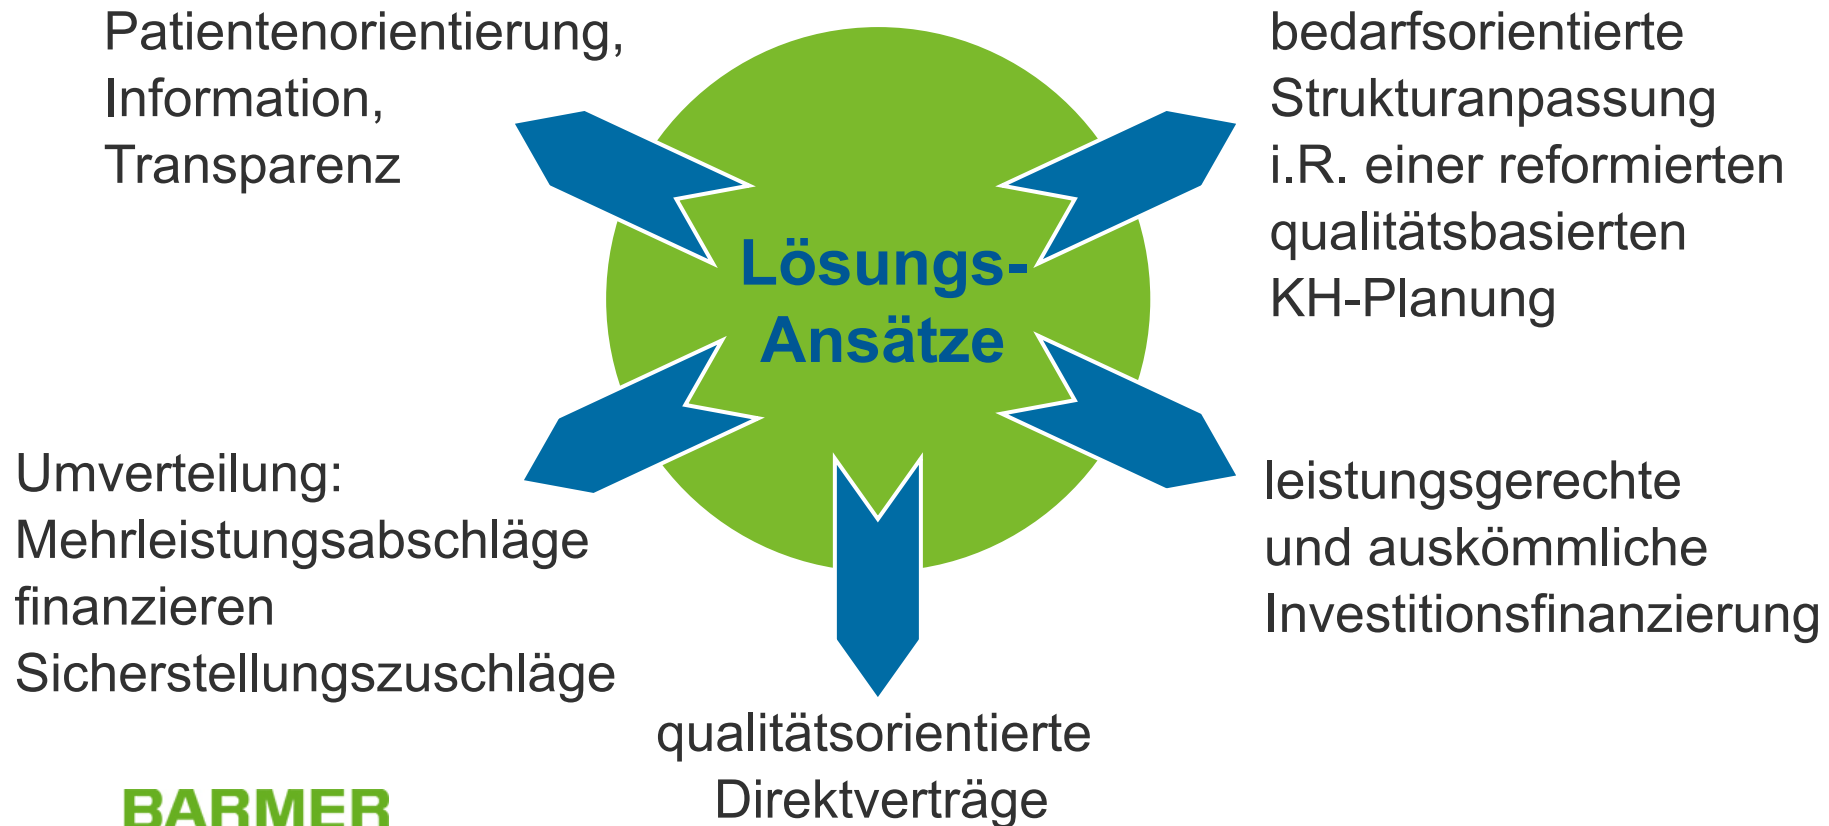 Patientenorientierung,
Information,
Transparenz
bedarfsorientierte
Strukturanpassung
i.R. einer reformierten
qualitätsbasierten
KH-Planung
Lösungs-
Ansätze
Umverteilung:
Mehrleistungsabschläge
finanzieren
Sicherstellungszuschläge
leistungsgerechte
und auskömmliche
Investitionsfinanzierung
qualitätsorientierte
Direktverträge
BARMER